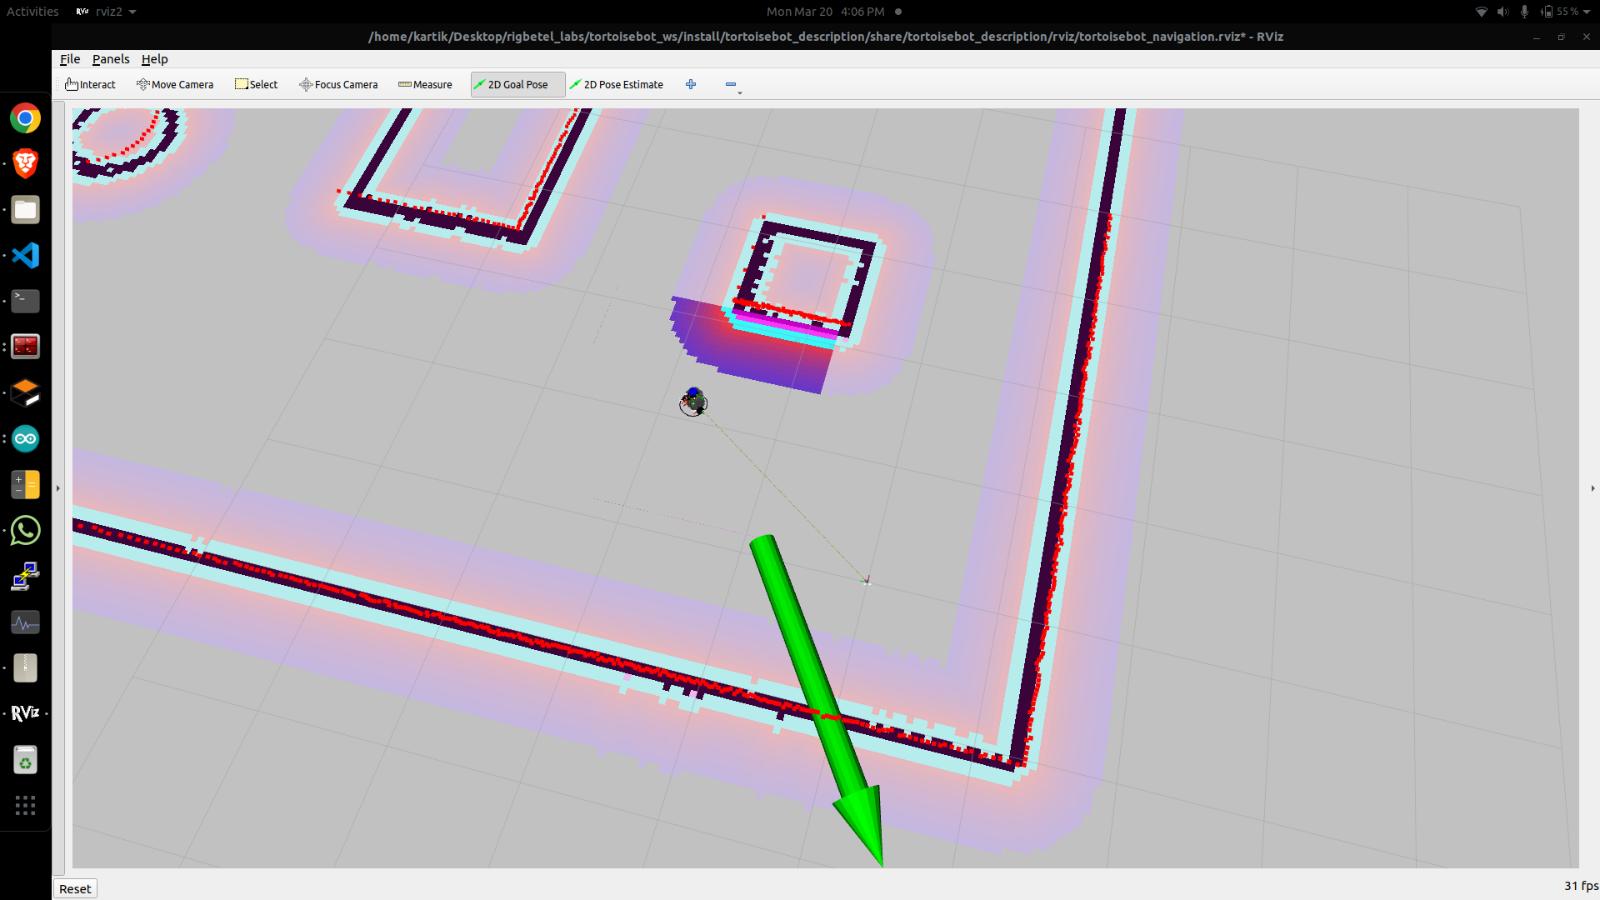 Activities RViz rviz2 Mon Mar 20 4:06 PM 55 %
/home/kartik/Desktop/rigbetel_labs/tortoisebot_ws/install/tortoisebot_description/share/tortoisebot_description/rviz/tortoisebot_navigation.rviz* - RViz
File Panels Help
Interact Move Camera Select Focus Camera Measure 2D Goal Pose 2D Pose Estimate
RViz
Reset 31 fps